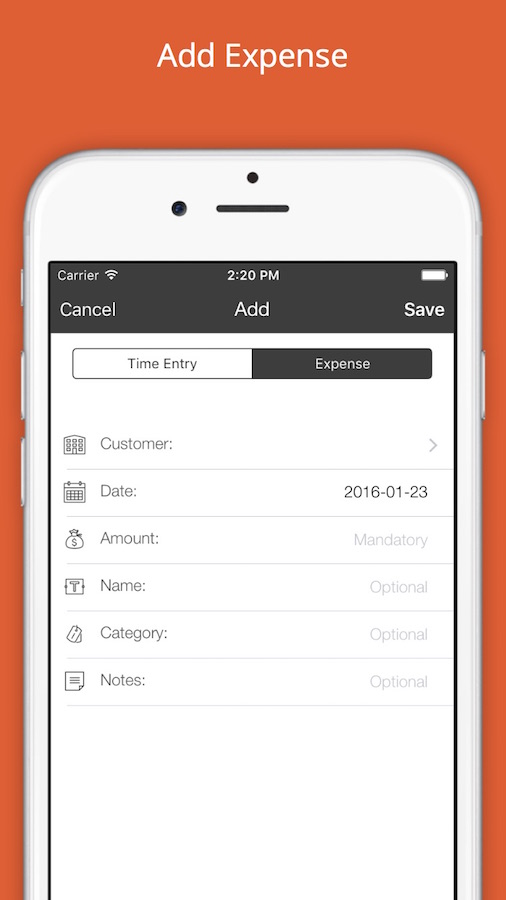 Add Expense
Carrier 2:20 PM
Cancel Add Save
Time Entry Expense
Customer:
Date: 2016-01-23
Amount: Mandatory
Name: Optional
Category: Optional
Notes: Optional